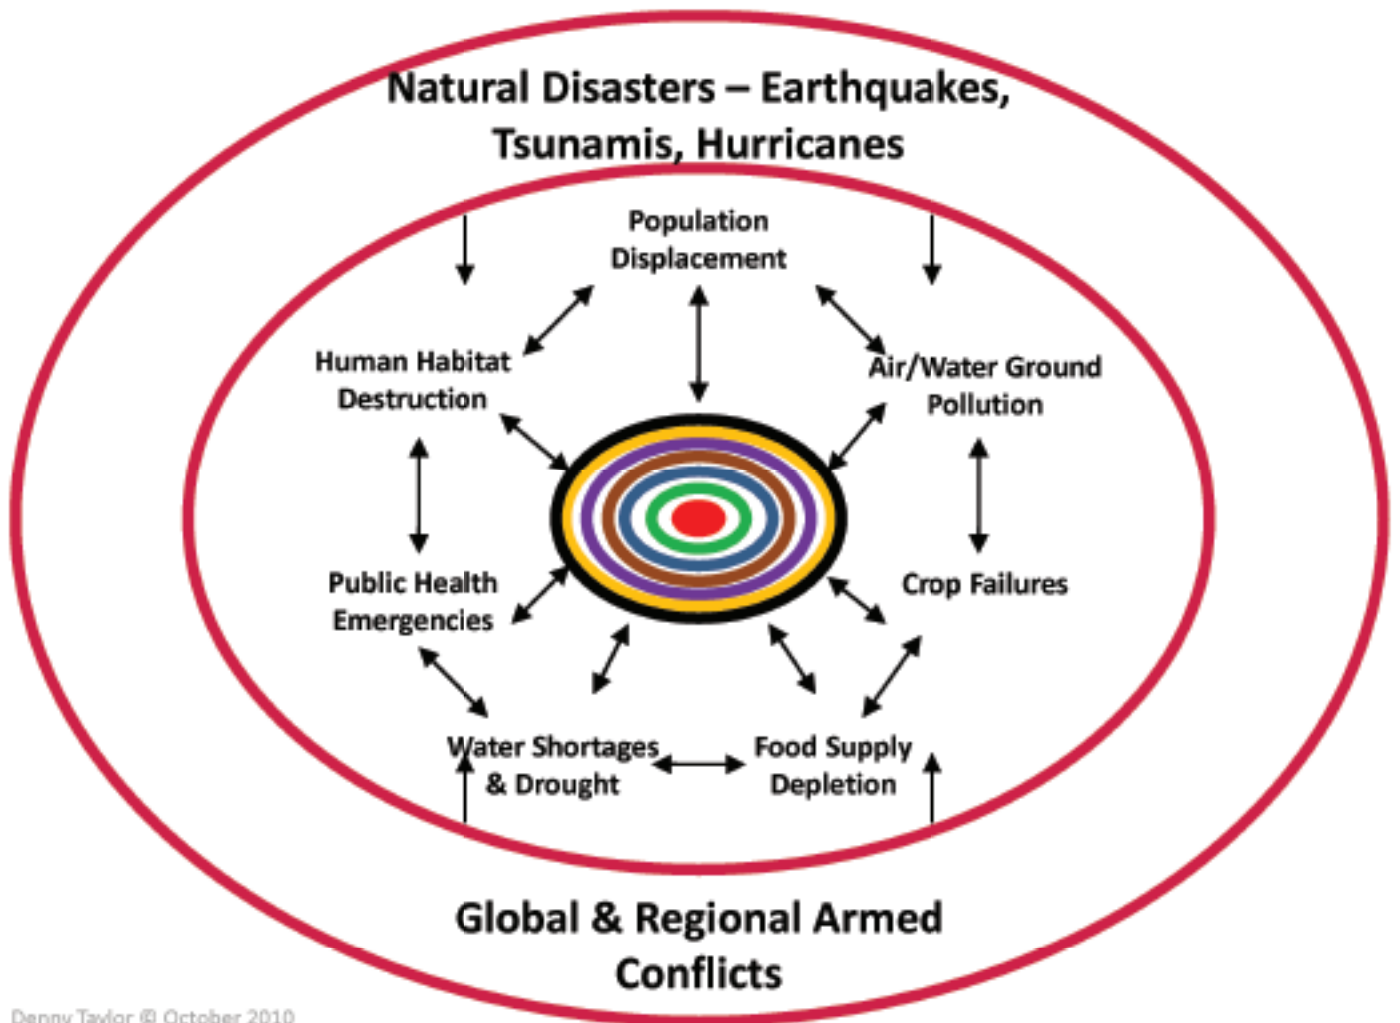 Natural Disasters – Earthquakes,
Tsunamis, Hurricanes
Population
Displacement
Human Habitat
Destruction
Air/Water Ground
Pollution
Public Health
Emergencies
Crop Failures
Water Shortages
& Drought
Food Supply
Depletion
Global & Regional Armed
Conflicts
Denny Taylor © October 2010